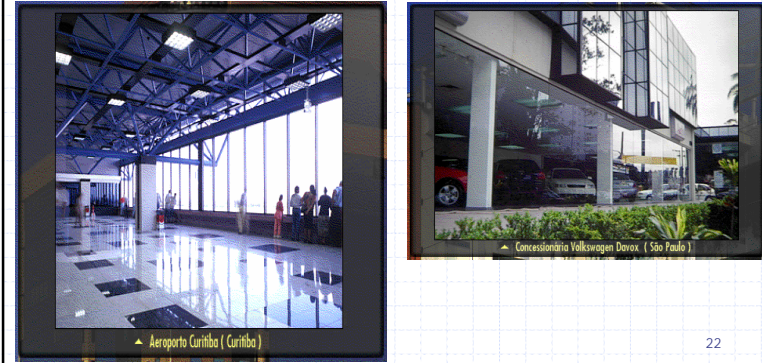 Aeroporto Curitiba ( Curitiba )
Concessionária Volkswagen Davox ( São Paulo )
22